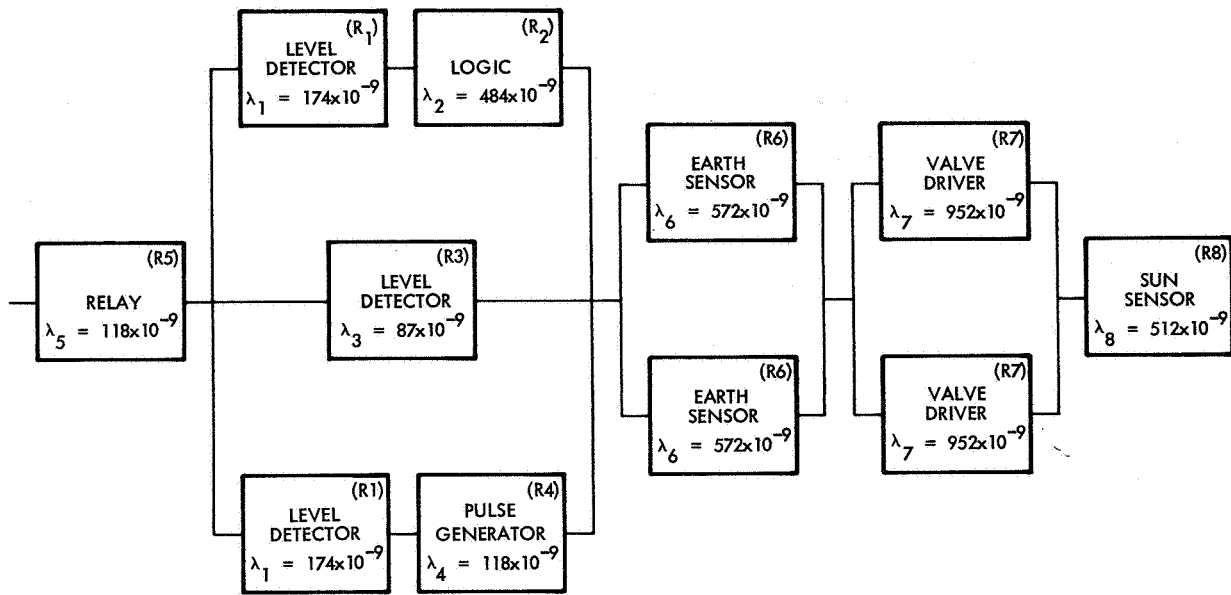 (R1)
LEVEL
DETECTOR
λ1 = 174x10⁻⁹
(R2)
LOGIC
λ2 = 484x10⁻⁹
(R6)
EARTH
SENSOR
λ6 = 572x10⁻⁹
(R7)
VALVE
DRIVER
λ7 = 952x10⁻⁹
(R5)
RELAY
λ5 = 118x10⁻⁹
(R3)
LEVEL
DETECTOR
λ3 = 87x10⁻⁹
(R8)
SUN
SENSOR
λ8 = 512x10⁻⁹
(R6)
EARTH
SENSOR
λ6 = 572x10⁻⁹
(R7)
VALVE
DRIVER
λ7 = 952x10⁻⁹
(R1)
LEVEL
DETECTOR
λ1 = 174x10⁻⁹
(R4)
PULSE
GENERATOR
λ4 = 118x10⁻⁹